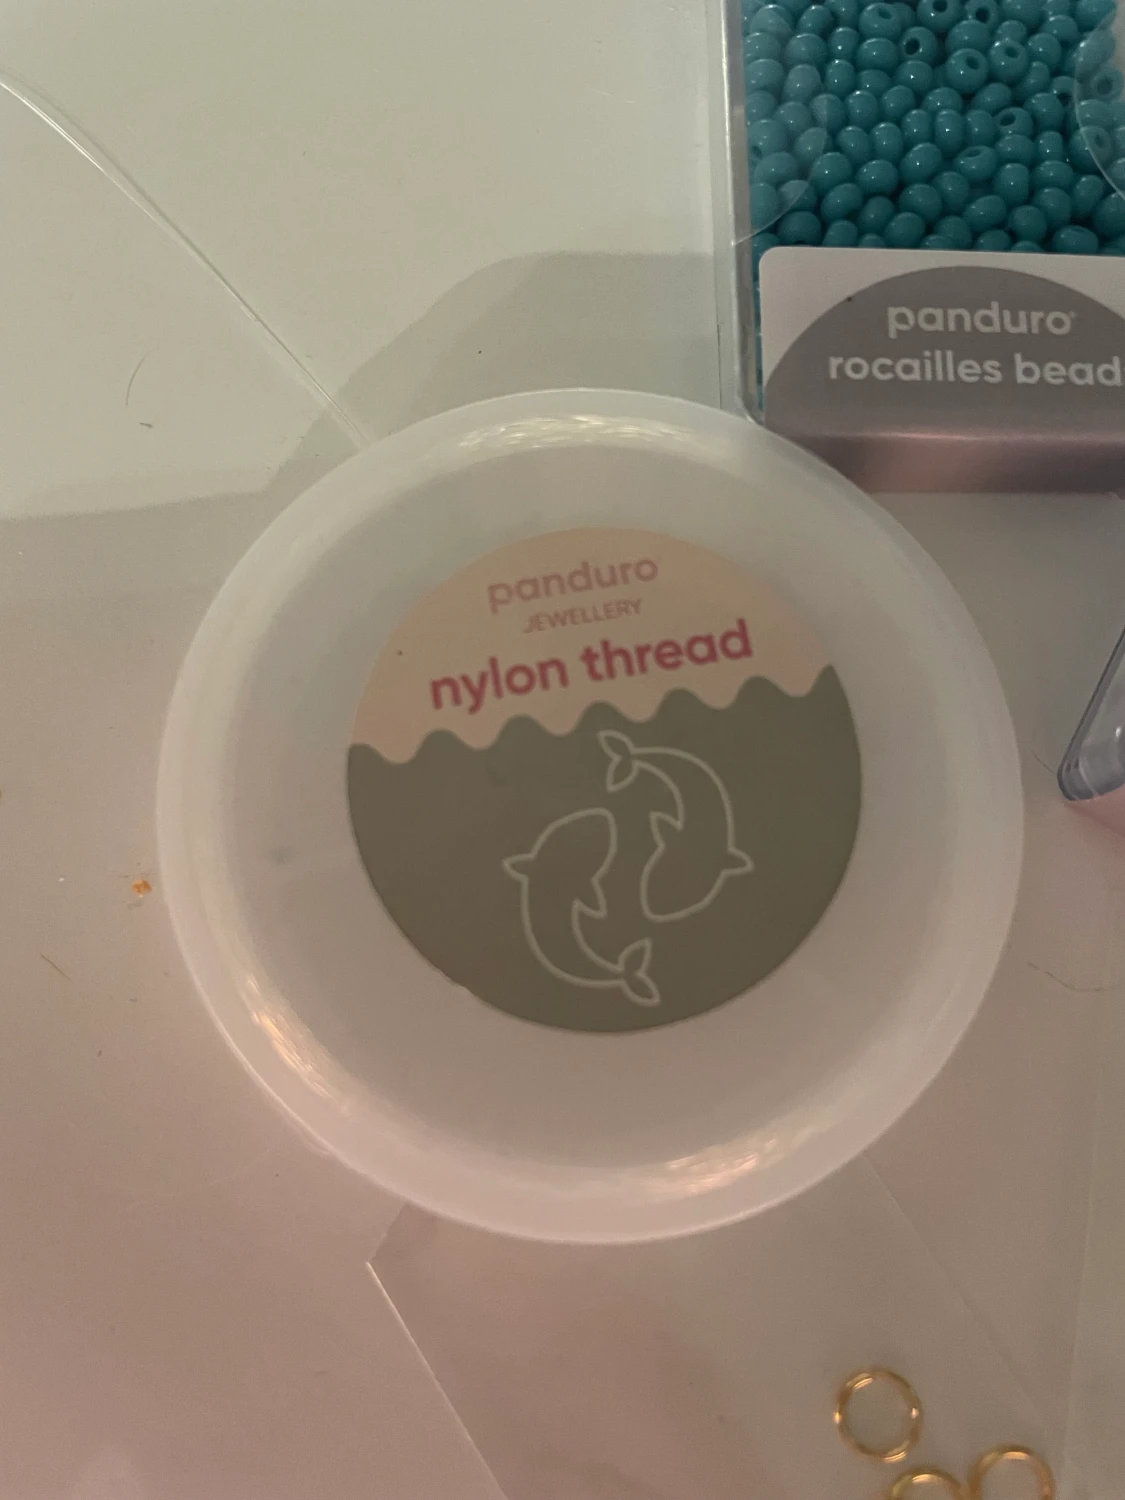 panduro
rocailles bead
panduro
JEWELLERY
nylon thread